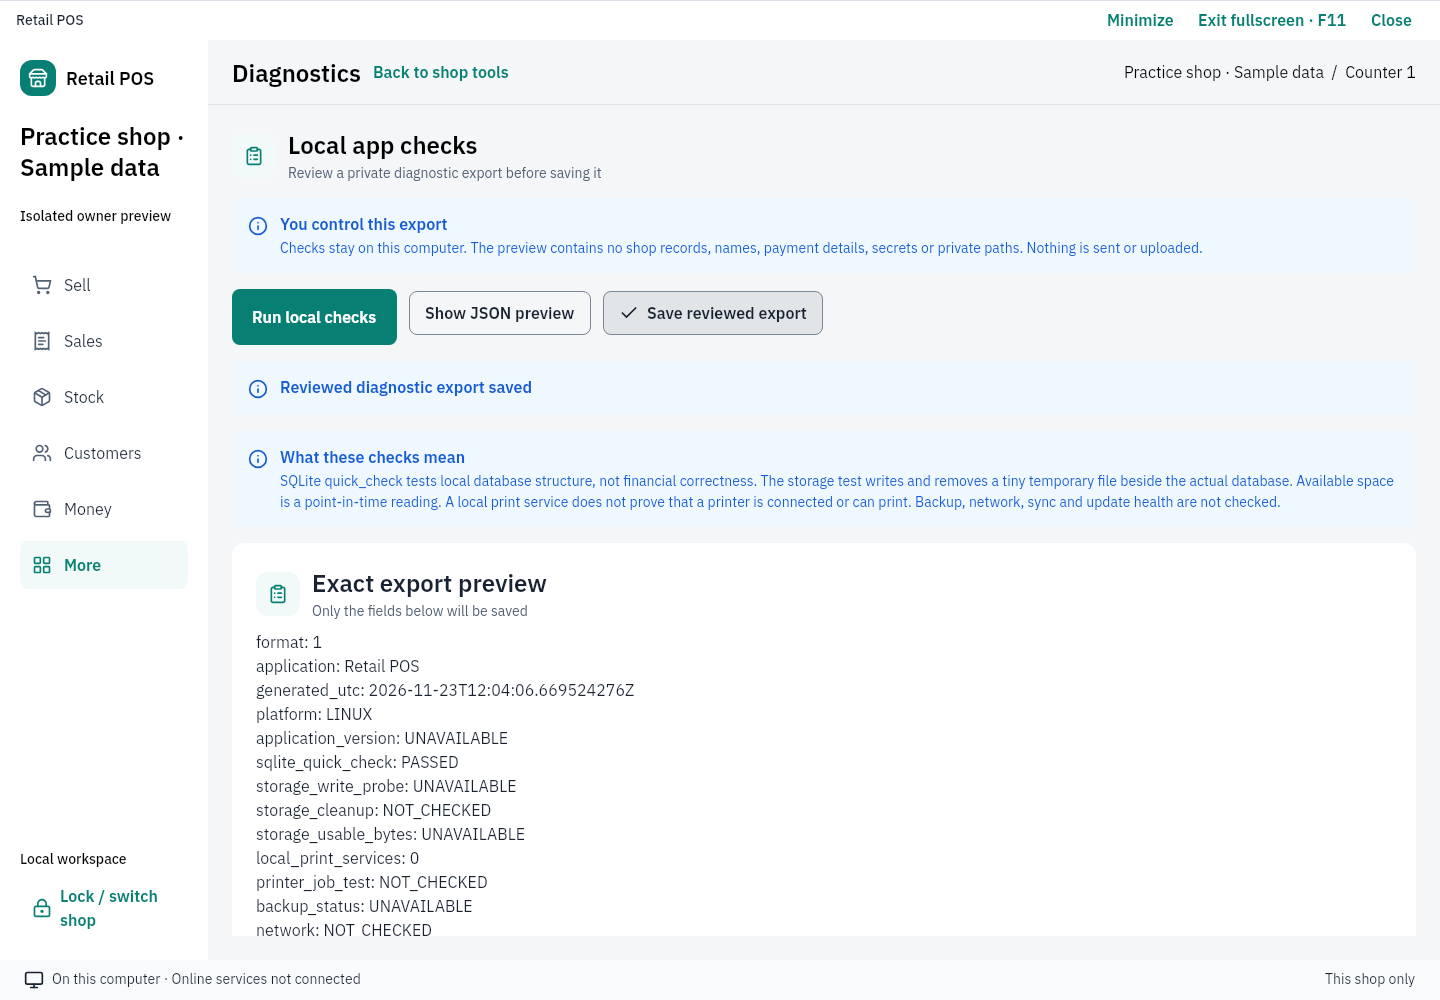 Retail POS
Minimize
Exit fullscreen · F11
Close
Retail POS
Practice shop ·
Sample data
Isolated owner preview
Sell
Sales
Stock
Customers
Money
More
Local workspace
Lock / switch
shop
Diagnostics
Back to shop tools
Practice shop · Sample data / Counter 1
Local app checks
Review a private diagnostic export before saving it
You control this export
Checks stay on this computer. The preview contains no shop records, names, payment details, secrets or private paths. Nothing is sent or uploaded.
Run local checks
Show JSON preview
Save reviewed export
Reviewed diagnostic export saved
What these checks mean
SQLite quick_check tests local database structure, not financial correctness. The storage test writes and removes a tiny temporary file beside the actual database. Available space
is a point-in-time reading. A local print service does not prove that a printer is connected or can print. Backup, network, sync and update health are not checked.
Exact export preview
Only the fields below will be saved
format: 1
application: Retail POS
generated_utc: 2026-11-23T12:04:06.669524276Z
platform: LINUX
application_version: UNAVAILABLE
sqlite_quick_check: PASSED
storage_write_probe: UNAVAILABLE
storage_cleanup: NOT_CHECKED
storage_usable_bytes: UNAVAILABLE
local_print_services: 0
printer_job_test: NOT_CHECKED
backup_status: UNAVAILABLE
network: NOT_CHECKED
On this computer · Online services not connected
This shop only